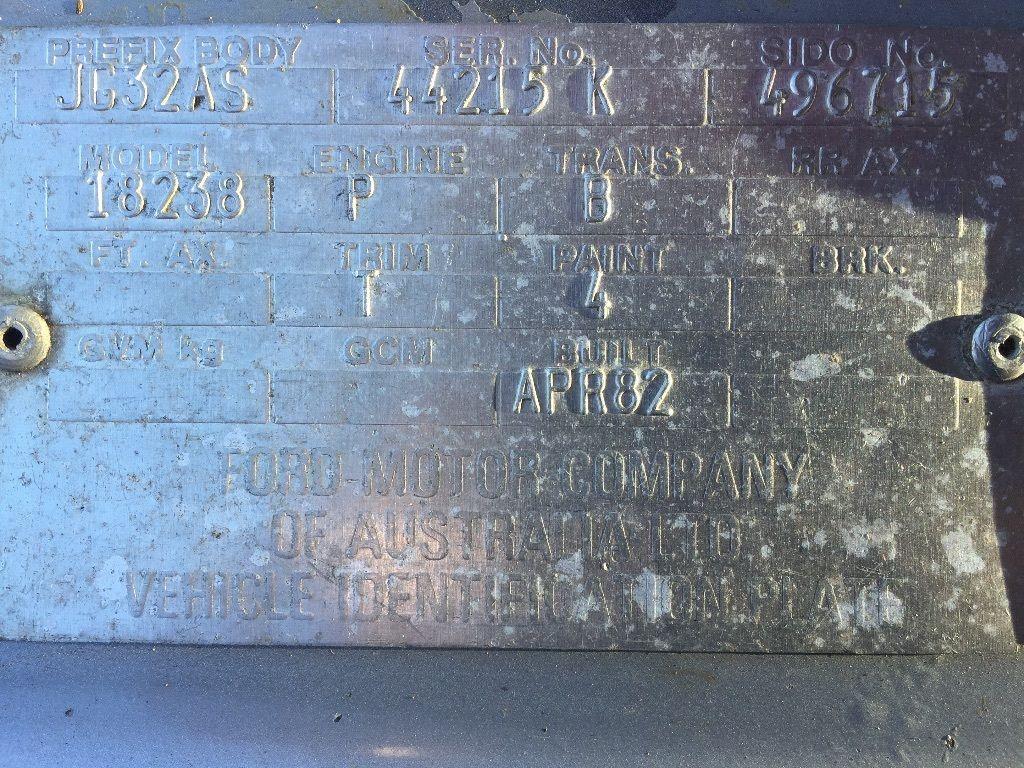 PREFIX BODY SER. No. SIDO No.
JG32AS 44215 K 496715
MODEL ENGINE TRANS. RR AX.
18238 P B
FT. AX. TRIM PAINT BRK.
T 4
GVM kg GCM BUILT
APR82
FORD MOTOR COMPANY
OF AUSTRALIA LTD
VEHICLE IDENTIFICATION PLATE